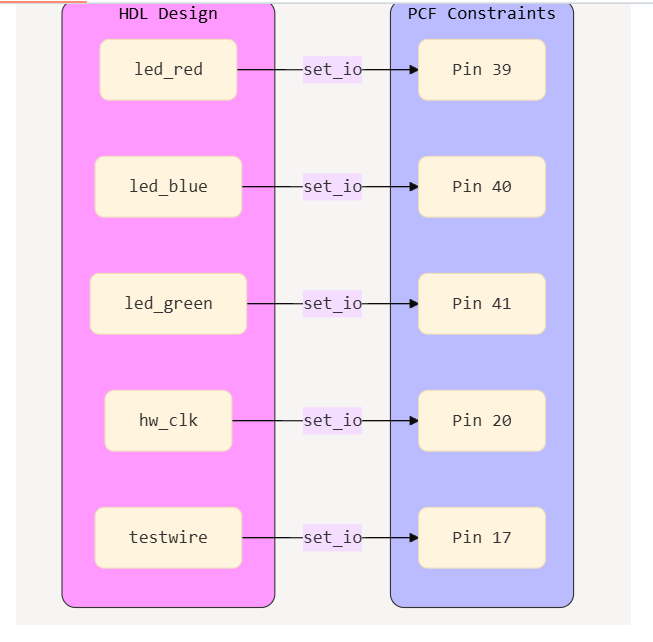 HDL Design
PCF Constraints
led_red
set_io
Pin 39
led_blue
set_io
Pin 40
led_green
set_io
Pin 41
hw_clk
set_io
Pin 20
testwire
set_io
Pin 17